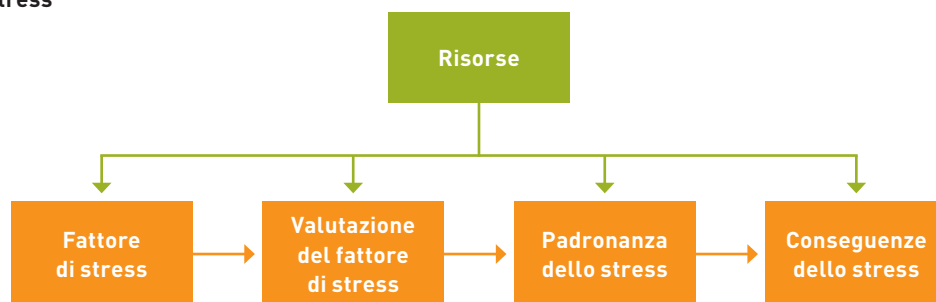 Risorse
Fattore
di stress
Valutazione
del fattore
di stress
Padronanza
dello stress
Conseguenze
dello stress